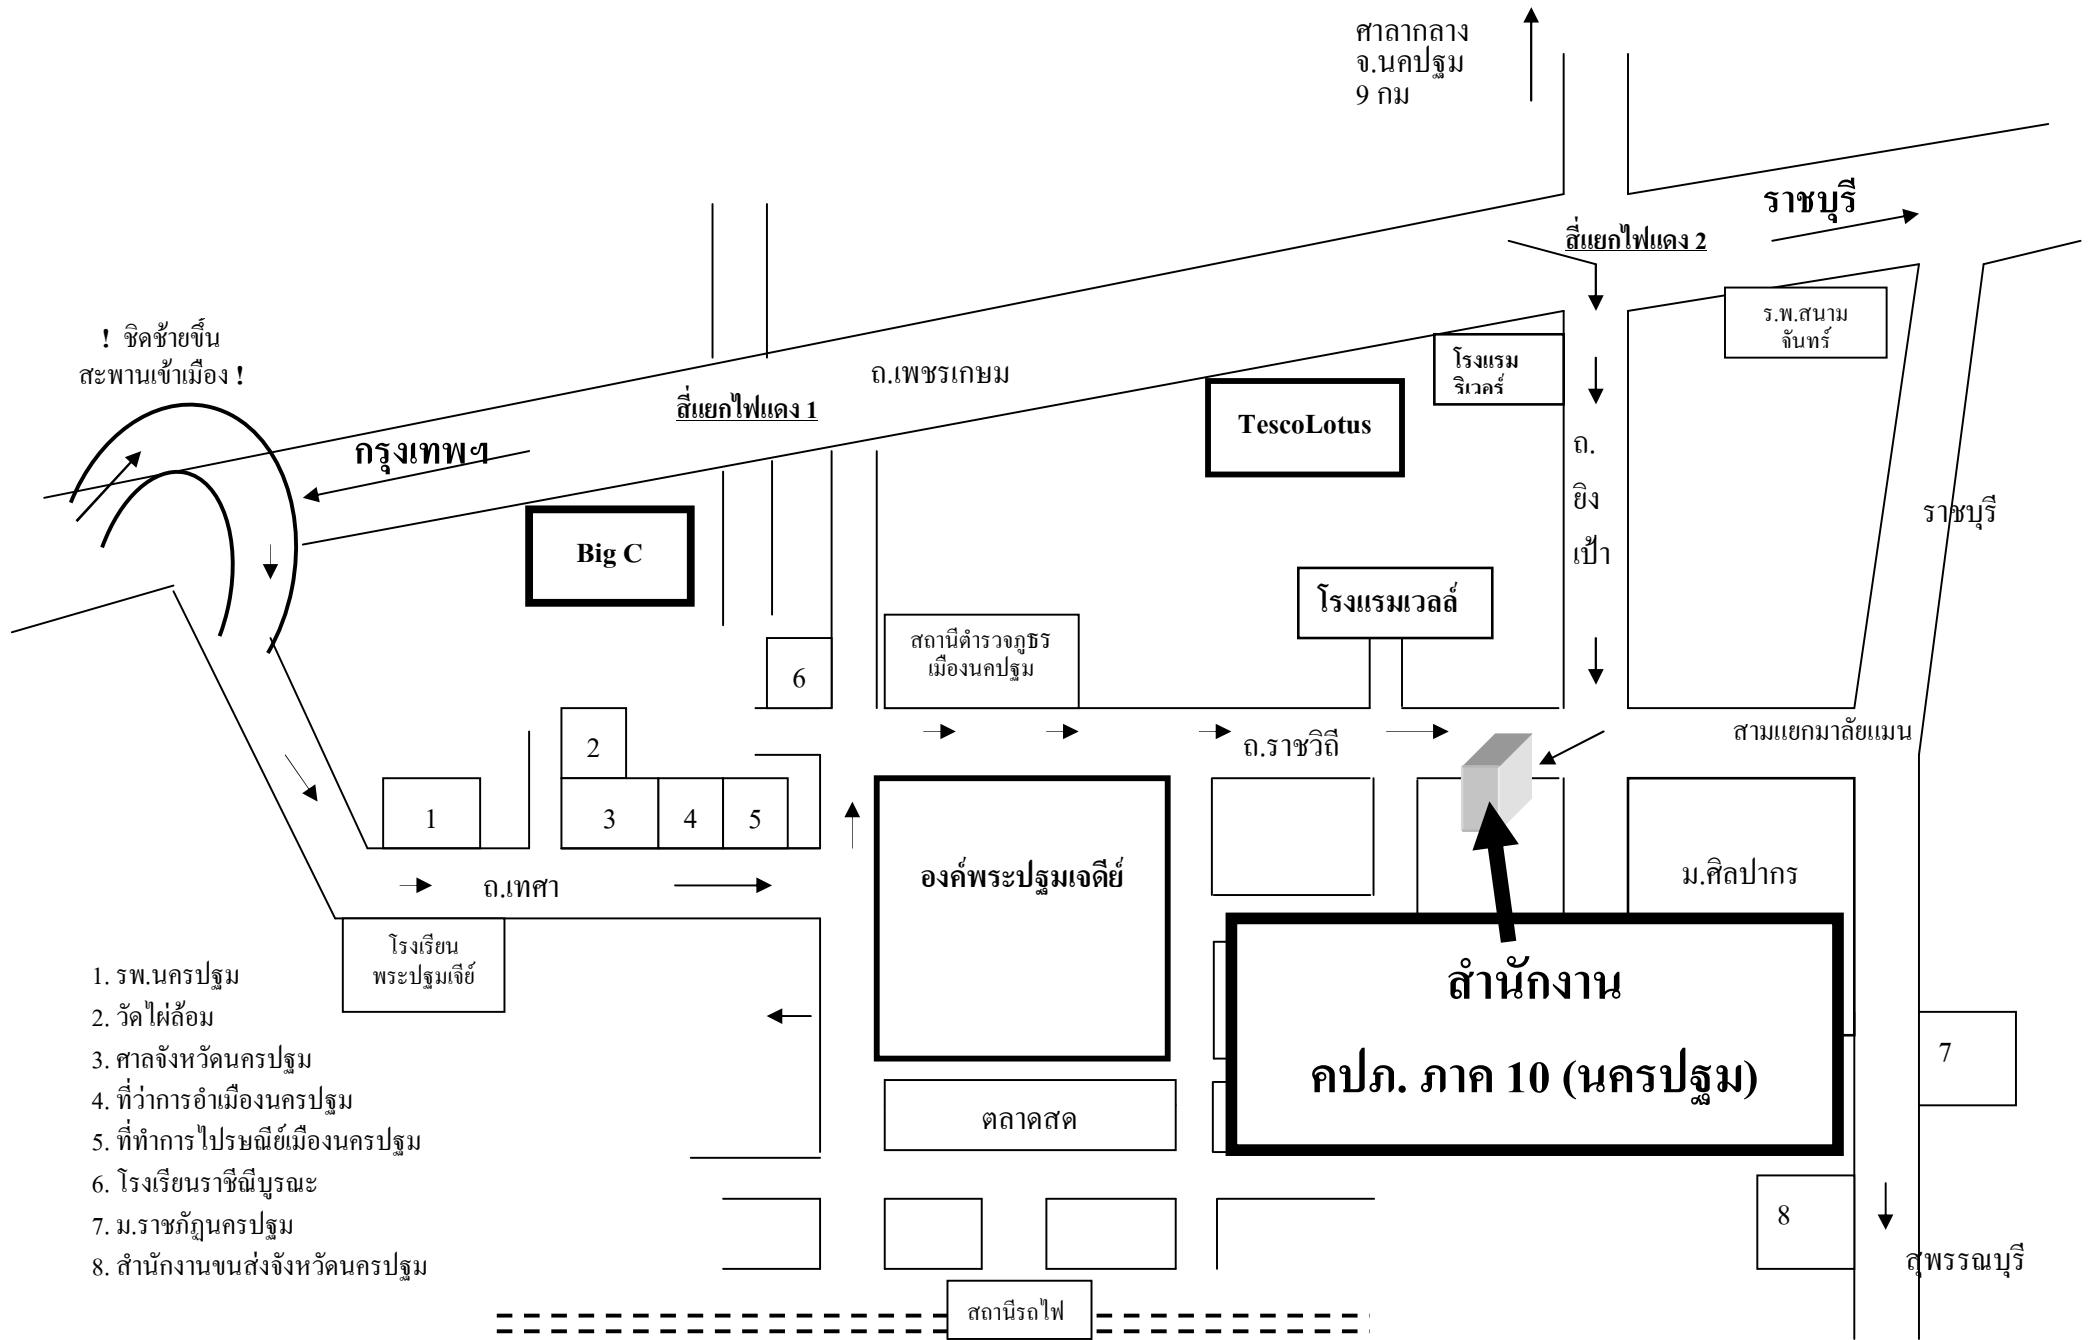 ศาลากลาง
จ.นคปฐม
9 กม
ราชบุรี
สี่แยกไฟแดง 2
ร.พ.สนาม
จันทร์
! ชิดซ้ายขึ้น
สะพานเข้าเมือง !
โรงแรม
ริเวอร์
ถ.เพชรเกษม
สี่แยกไฟแดง 1
TescoLotus
กรุงเทพฯ
ถ.
ยิง
เป้า
ราชบุรี
Big C
โรงแรมเวลล์
สถานีตำรวจภูธร
เมืองนคปฐม
6
2
ถ.ราชวิถี
สามแยกมาลัยแมน
1
3
4
5
ถ.เทศา
องค์พระปฐมเจดีย์
ม.ศิลปากร
โรงเรียน
พระปฐมเจีย์
สำนักงาน
คปภ. ภาค 10 (นครปฐม)
7
ตลาดสด
8
สุพรรณบุรี
สถานีรถไฟ
1. รพ.นครปฐม
2. วัดไผ่ล้อม
3. ศาลจังหวัดนครปฐม
4. ที่ว่าการอำเมืองนครปฐม
5. ที่ทำการไปรษณีย์เมืองนครปฐม
6. โรงเรียนราชีณีบูรณะ
7. ม.ราชภัฏนครปฐม
8. สำนักงานขนส่งจังหวัดนครปฐม